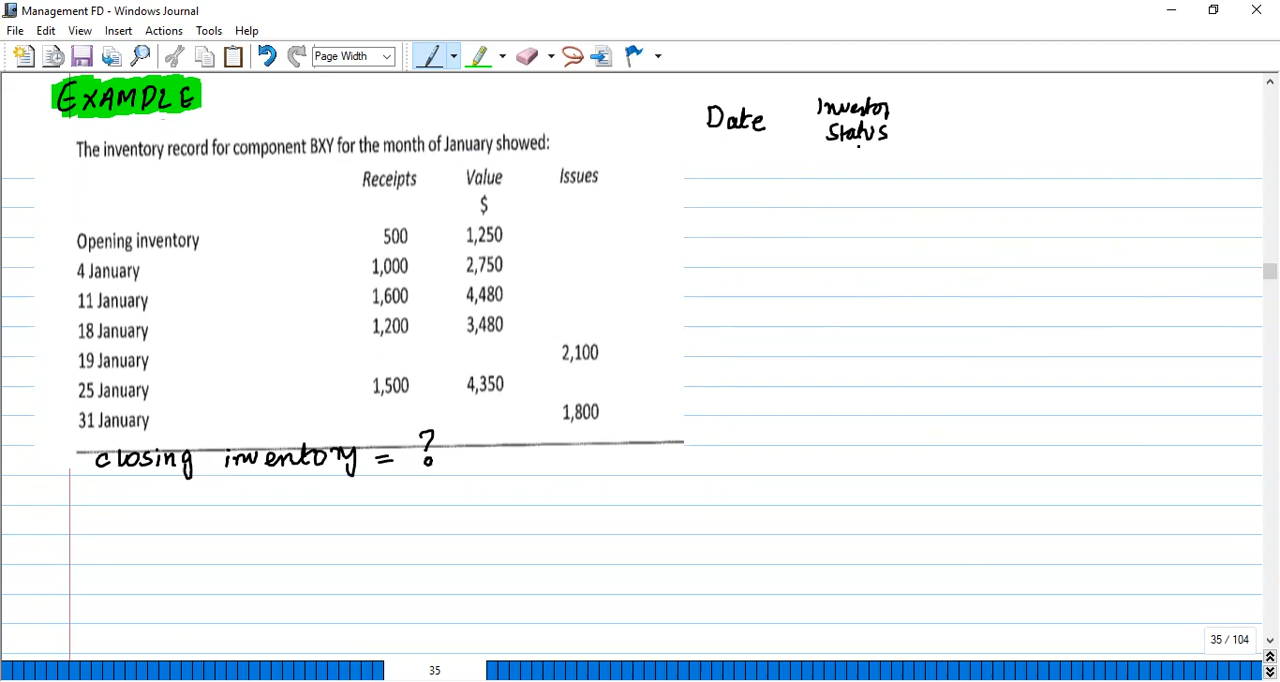 Management FD - Windows Journal
File Edit View Insert Actions Tools Help
Page Width
EXAMPLE
Date Inventor
Status
The inventory record for component BXY for the month of January showed:
Receipts Value Issues
$
Opening inventory 500 1,250
4 January 1,000 2,750
11 January 1,600 4,480
18 January 1,200 3,480
19 January 2,100
25 January 1,500 4,350
31 January 1,800
closing inventory = ?
35 / 104
35